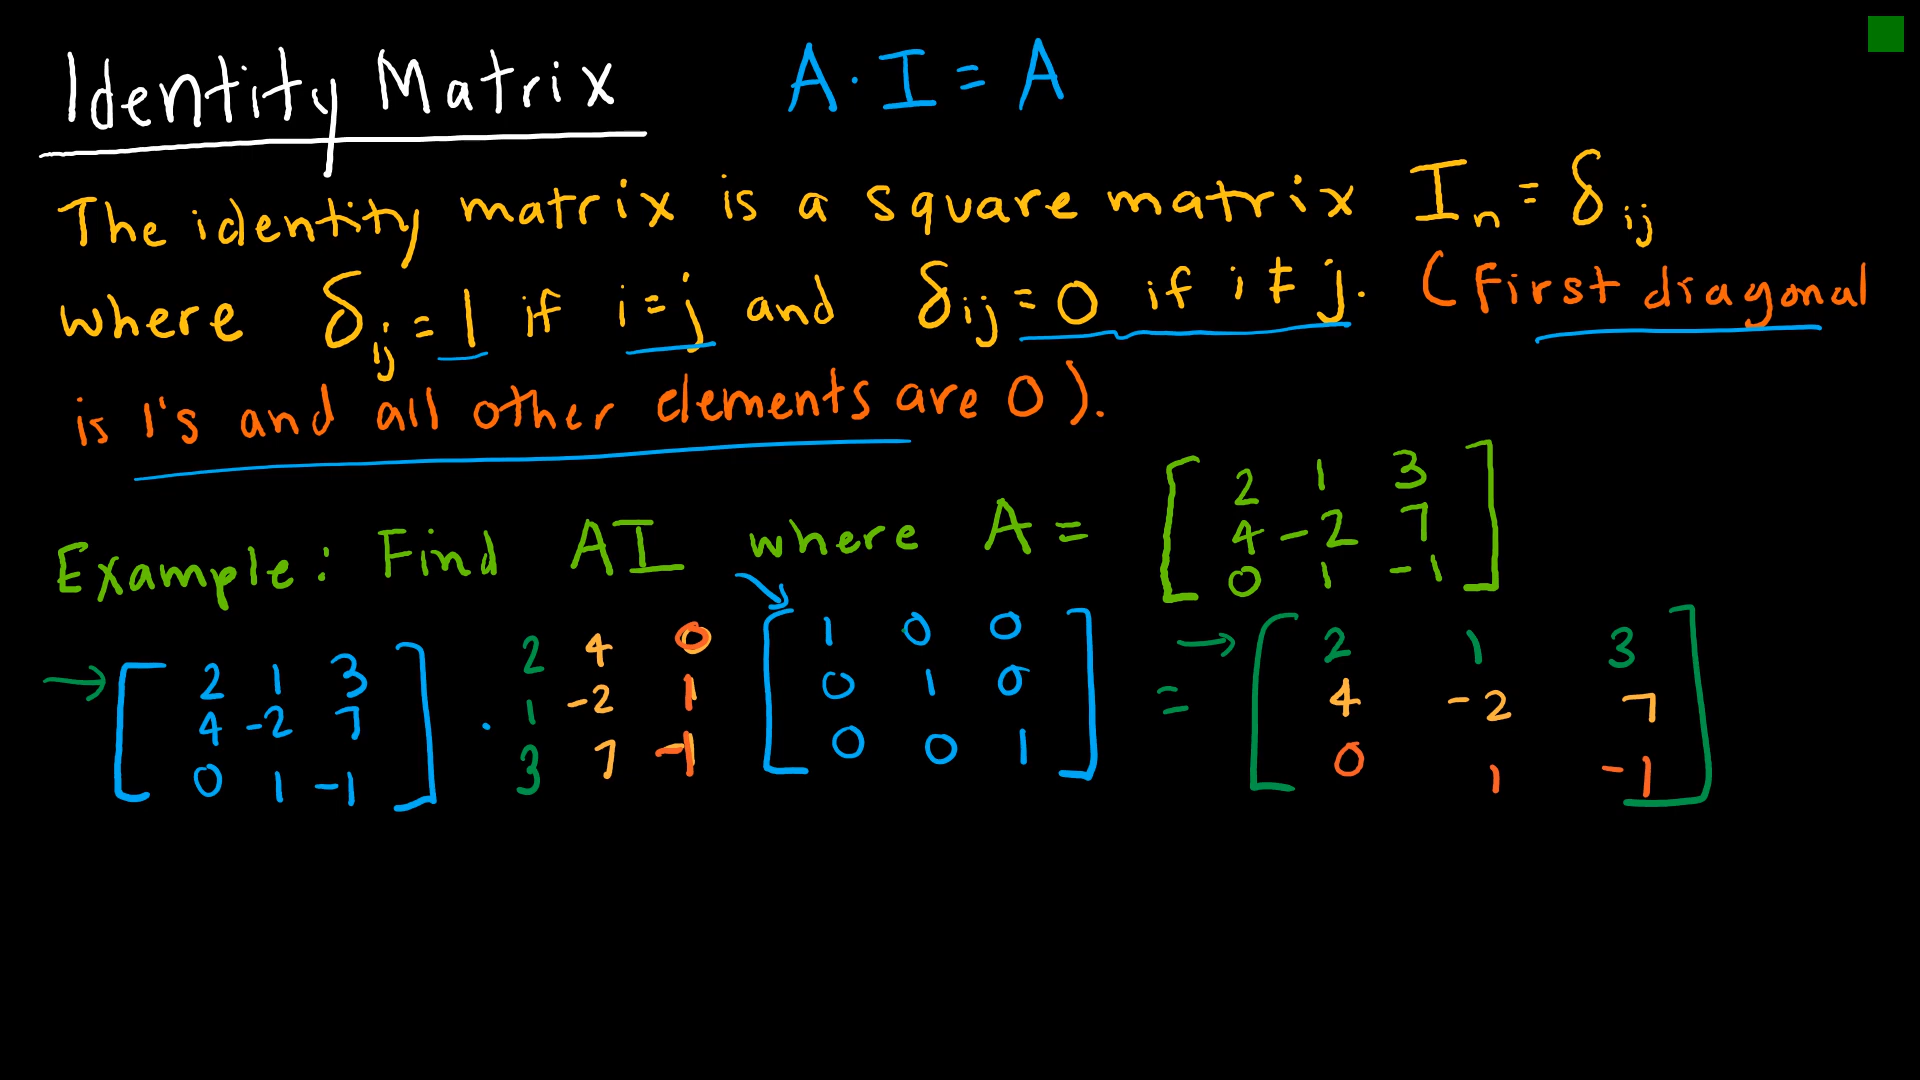 Identity Matrix A · I = A
The identity matrix is a square matrix Iₙ = δᵢⱼ
where δᵢⱼ = 1 if i = j and δᵢⱼ = 0 if i ≠ j. (First diagonal
is 1's and all other elements are 0).
Example: Find AI where A = [ 2 1 3
4 -2 7
0 1 -1 ]
→ [ 2 1 3 2 4 0 [ 1 0 0 → [ 2 1 3
4 -2 7 · 1 -2 1 0 1 0 = 4 -2 7
0 1 -1 ] 3 7 -1 0 0 1 ] 0 1 -1 ]